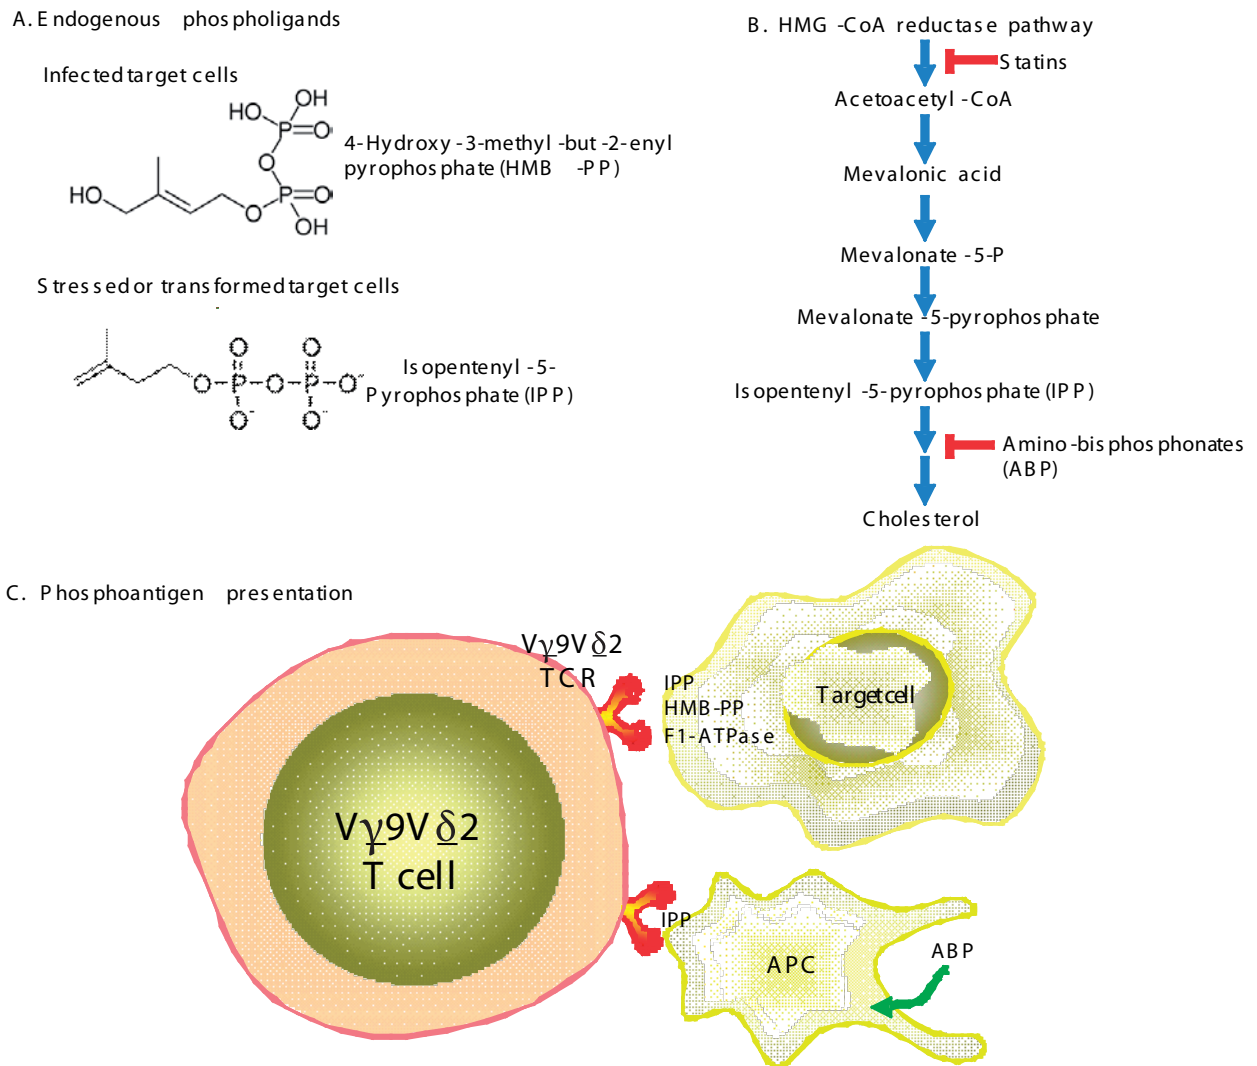 A. Endogenous phospholigands
Infected target cells
HO
OH
P
O
O
HO
O
P
O
OH
4-Hydroxy-3-methyl-but-2-enyl
pyrophosphate (HMB -PP)
Stressed or transformed target cells
O
O
O
P
O
P
O⁻
O⁻
O⁻
Isopentenyl-5-
Pyrophosphate (IPP)
B. HMG-CoA reductase pathway
Statins
Acetoacetyl-CoA
Mevalonic acid
Mevalonate-5-P
Mevalonate-5-pyrophosphate
Isopentenyl-5-pyrophosphate (IPP)
Amino-bisphosphonates
(ABP)
Cholesterol
C. Phosphoantigen presentation
Vγ9Vδ2
TCR
IPP
HMB-PP
F1-ATPase
Target cell
Vγ9Vδ2
T cell
IPP
APC
ABP